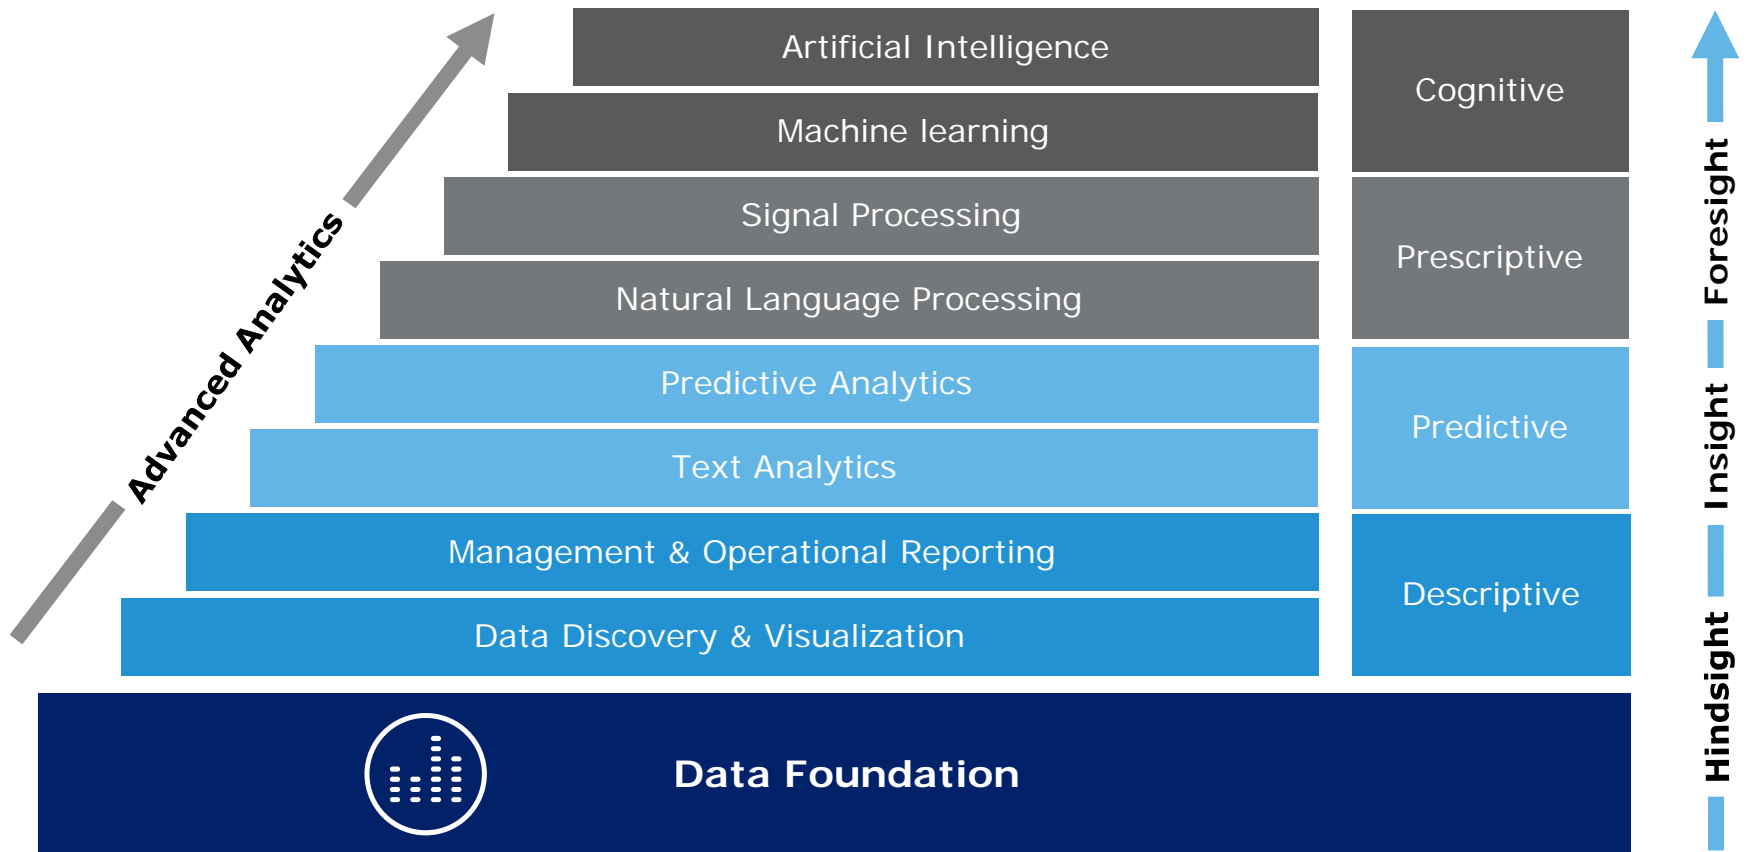 Artificial Intelligence
Machine learning
Cognitive
Signal Processing
Natural Language Processing
Prescriptive
Predictive Analytics
Text Analytics
Predictive
Management & Operational Reporting
Data Discovery & Visualization
Descriptive
Data Foundation
Advanced Analytics
Hindsight
Insight
Foresight